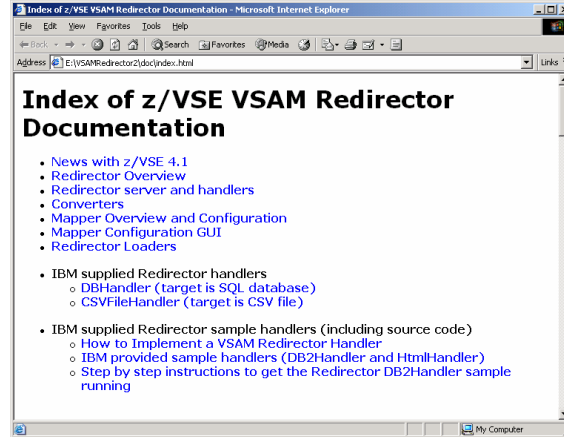 Index of z/VSE VSAM Redirector Documentation - Microsoft Internet Explorer
File Edit View Favorites Tools Help
Back Search Favorites Media
Address E:\VSAMRedirector2\doc\index.html Links
Index of z/VSE VSAM Redirector
Documentation
• News with z/VSE 4.1
• Redirector Overview
• Redirector server and handlers
• Converters
• Mapper Overview and Configuration
• Mapper Configuration GUI
• Redirector Loaders
• IBM supplied Redirector handlers
◦ DBHandler (target is SQL database)
◦ CSVFileHandler (target is CSV file)
• IBM supplied Redirector sample handlers (including source code)
◦ How to Implement a VSAM Redirector Handler
◦ IBM provided sample handlers (DB2Handler and HtmlHandler)
◦ Step by step instructions to get the Redirector DB2Handler sample
running
My Computer